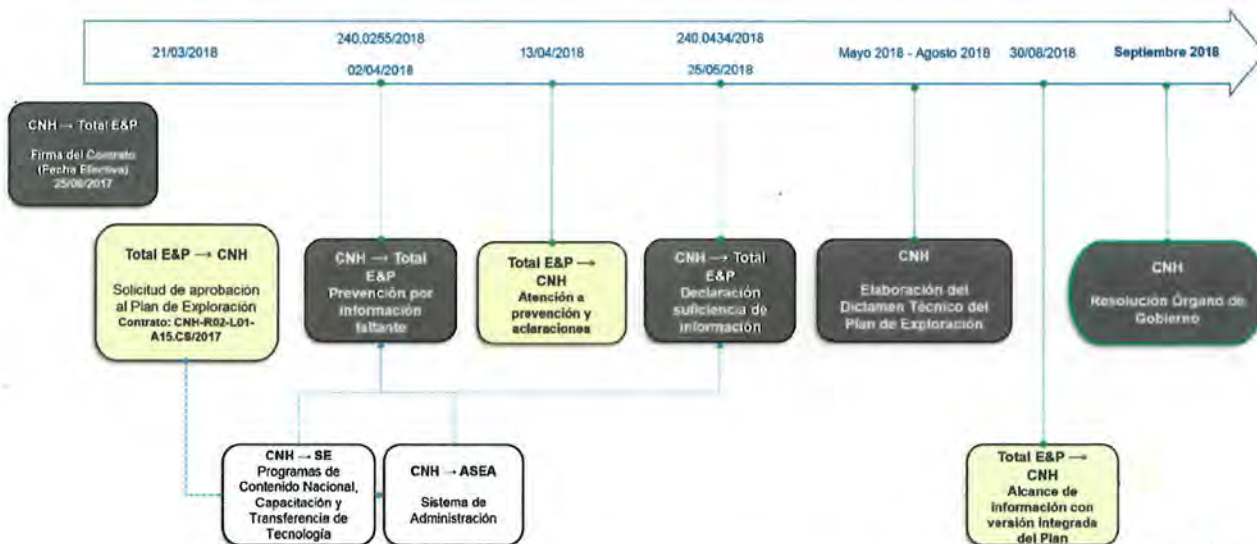 21/03/2018
240.0255/2018
02/04/2018
13/04/2018
240.0434/2018
25/05/2018
Mayo 2018 - Agosto 2018
30/08/2018
Septiembre 2018
CNH → Total E&P
Firma del Contrato
(Fecha Efectiva)
25/09/2017
Total E&P → CNH
Solicitud de aprobación
al Plan de Exploración
Contrato: CNH-R02-L01-
A15.CS/2017
CNH → Total
E&P
Prevención por
información
faltante
Total E&P →
CNH
Atención a
prevención y
aclaraciones
CNH → Total
E&P
Declaración
suficiencia de
información
CNH
Elaboración del
Dictamen Técnico del
Plan de Exploración
CNH
Resolución Órgano de
Gobierno
CNH → SE
Programas de
Contenido Nacional,
Capacitación y
Transferencia de
Tecnología
CNH → ASEA
Sistema de
Administración
Total E&P →
CNH
Alcance de
información con
versión integrada
del Plan